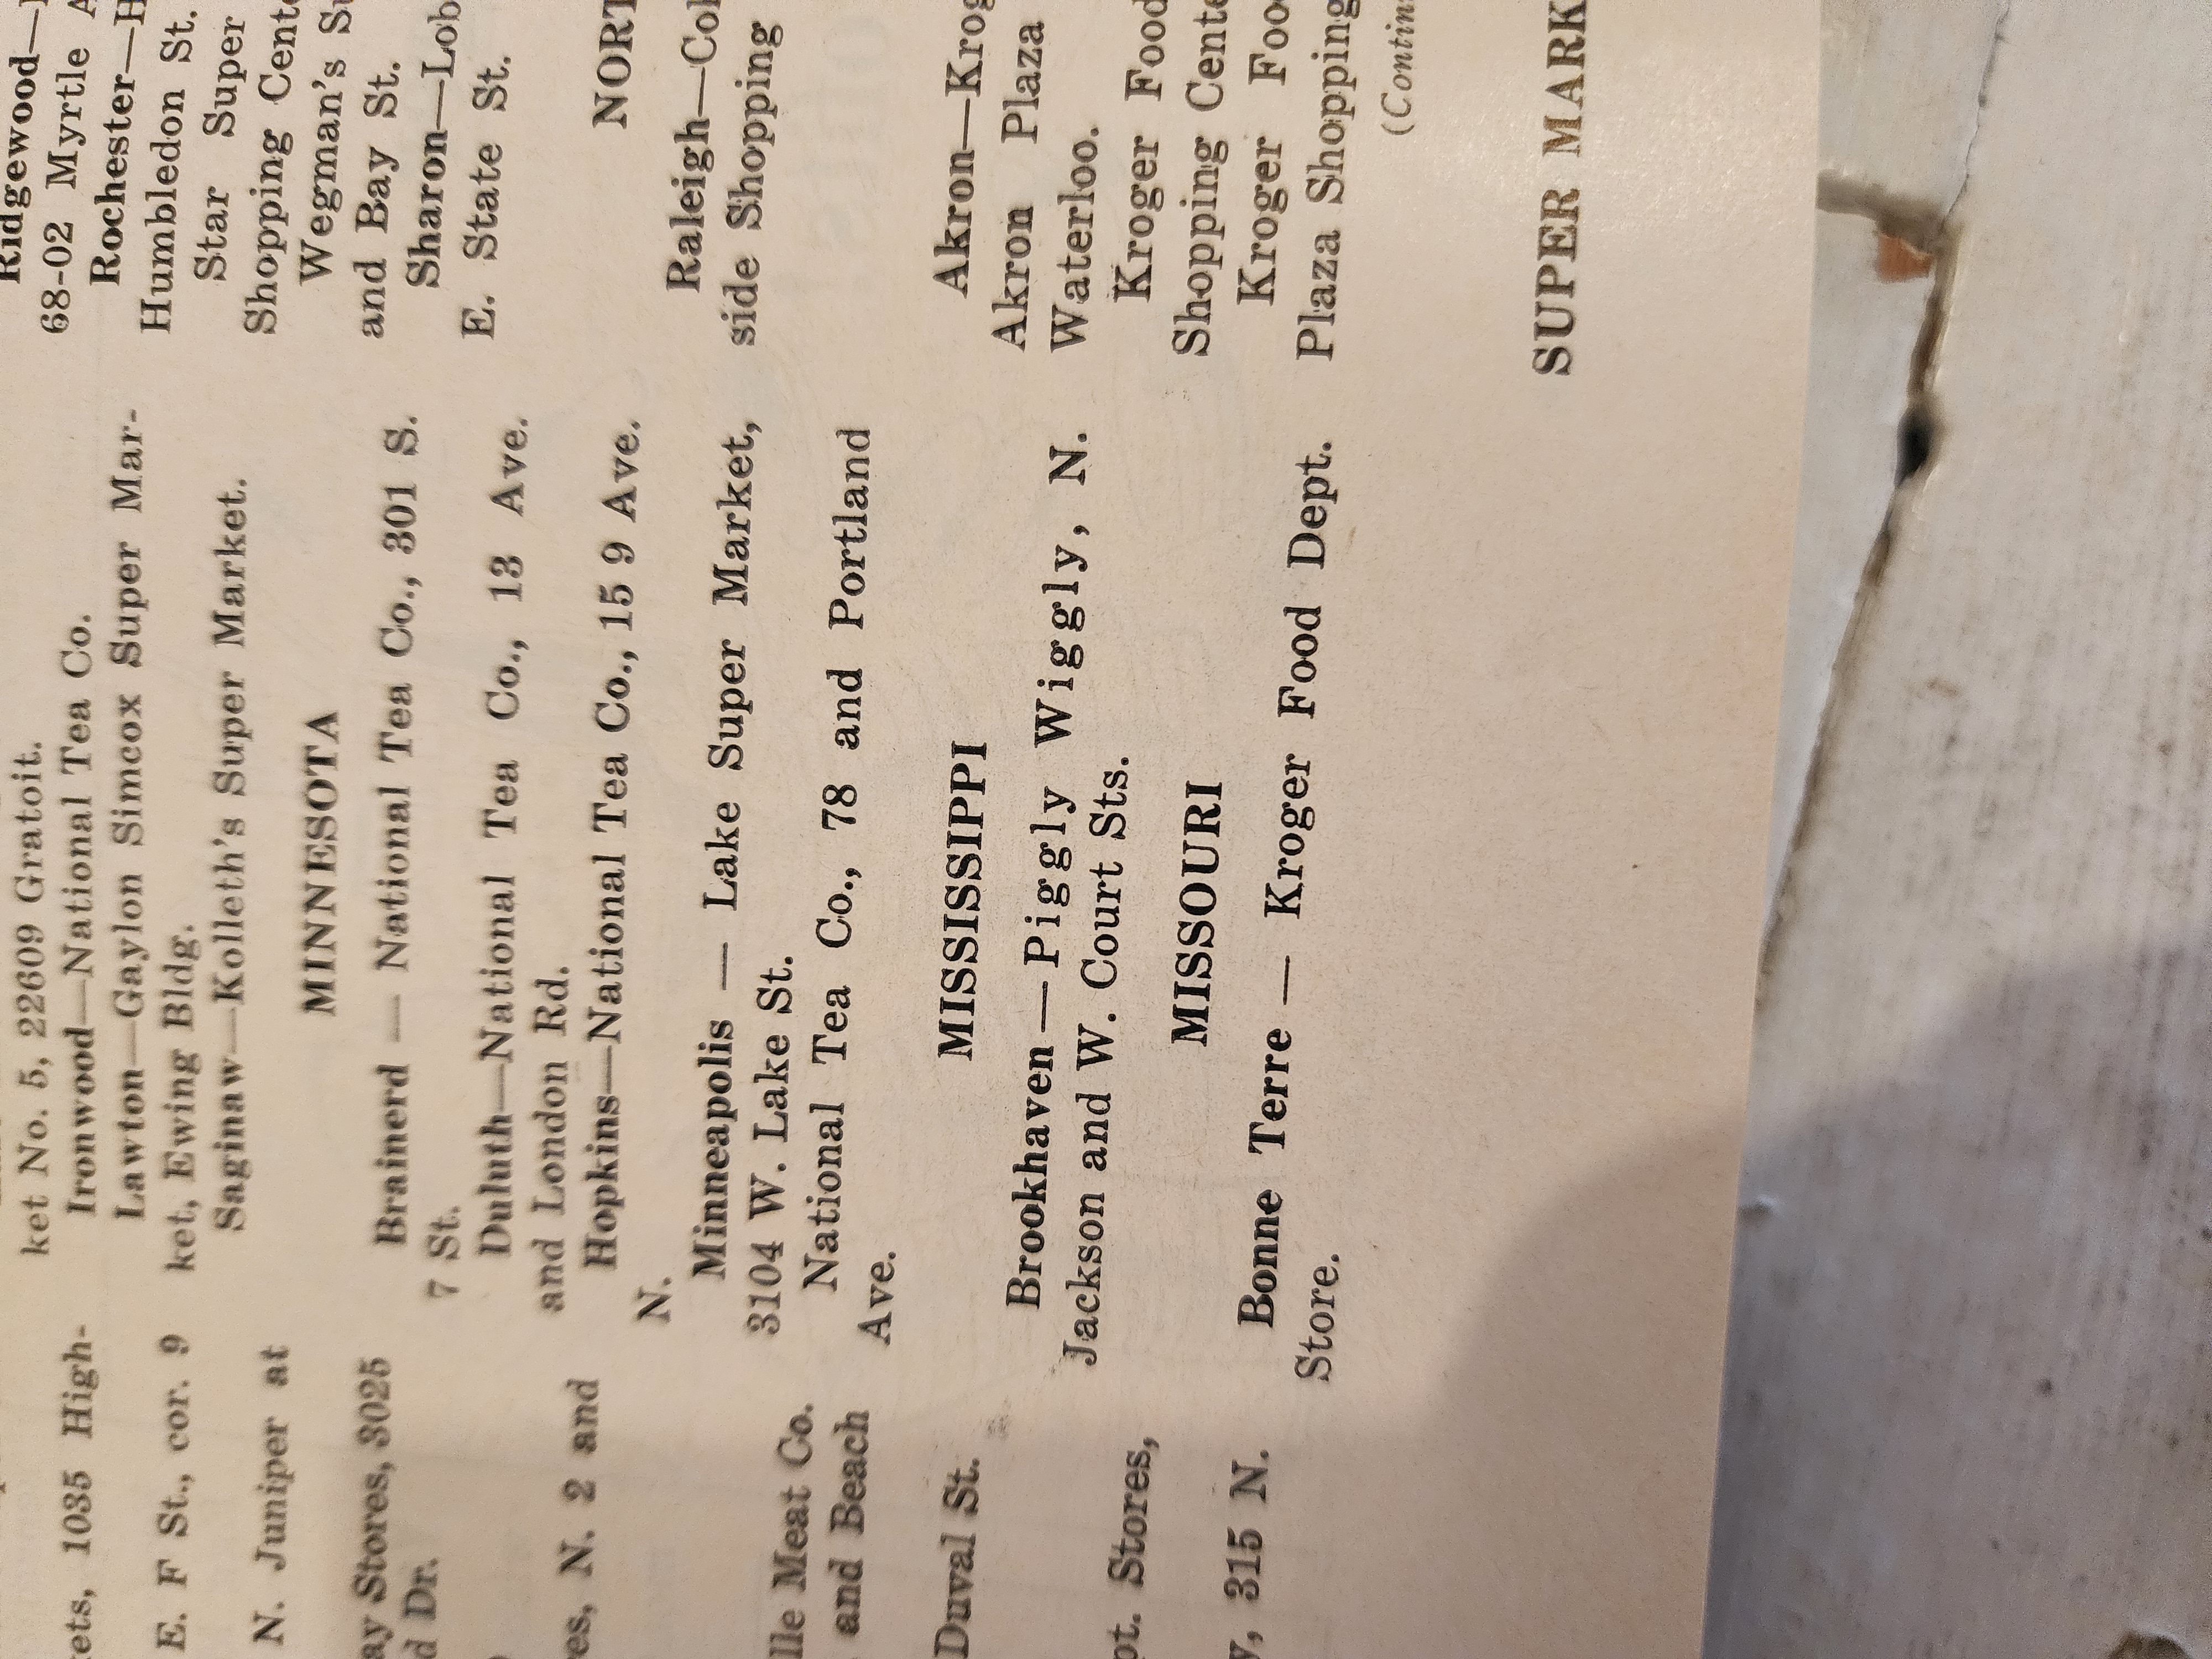 kets, 1035 High-
E. F St., cor. 9
N. Juniper at
Stores, 3025
Dr.
N. 2 and
Meat Co.
and Beach
Duval St.
Stores,
315 N.
ket No. 5, 22609 Gratoit.
Ironwood—National Tea Co.
Lawton—Gaylon Simcox Super Mar-
ket, Ewing Bldg.
Saginaw—Kolleth's Super Market.
MINNESOTA
Brainerd — National Tea Co., 301 S.
7 St.
Duluth—National Tea Co., 13 Ave.
and London Rd.
Hopkins—National Tea Co., 15 9 Ave.
N.
Minneapolis — Lake Super Market,
3104 W. Lake St.
National Tea Co., 78 and Portland
Ave.
MISSISSIPPI
Brookhaven—Piggly Wiggly, N.
Jackson and W. Court Sts.
MISSOURI
Bonne Terre — Kroger Food Dept.
Store.
Ridgewood—
68-02 Myrtle
Rochester—
Humbledon St.
Star Super
Shopping Cent
Wegman's
and Bay St.
Sharon—Lob
E. State St.
NORT
Raleigh—Col
side Shopping
Akron—Krog
Akron Plaza
Waterloo.
Kroger Food
Shopping Cente
Kroger Foo
Plaza Shopping
(Contin
SUPER MARK